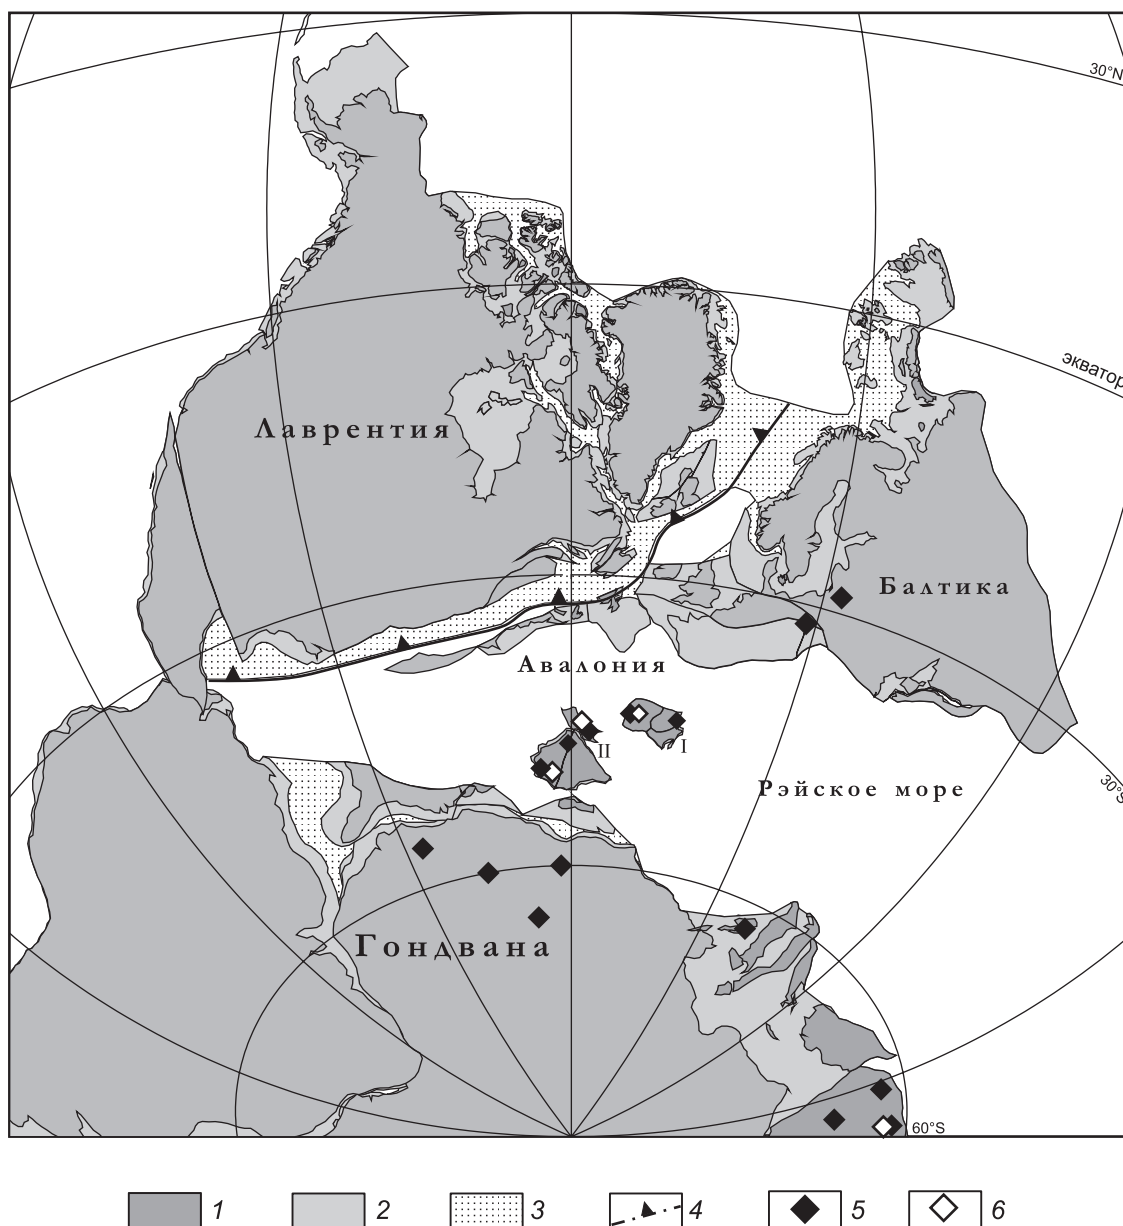 30°N
экватор
Лаврентия
Балтика
Авалония
II
I
Рэйское море
30°S
Гондвана
60°S
1 2 3 4 5 6